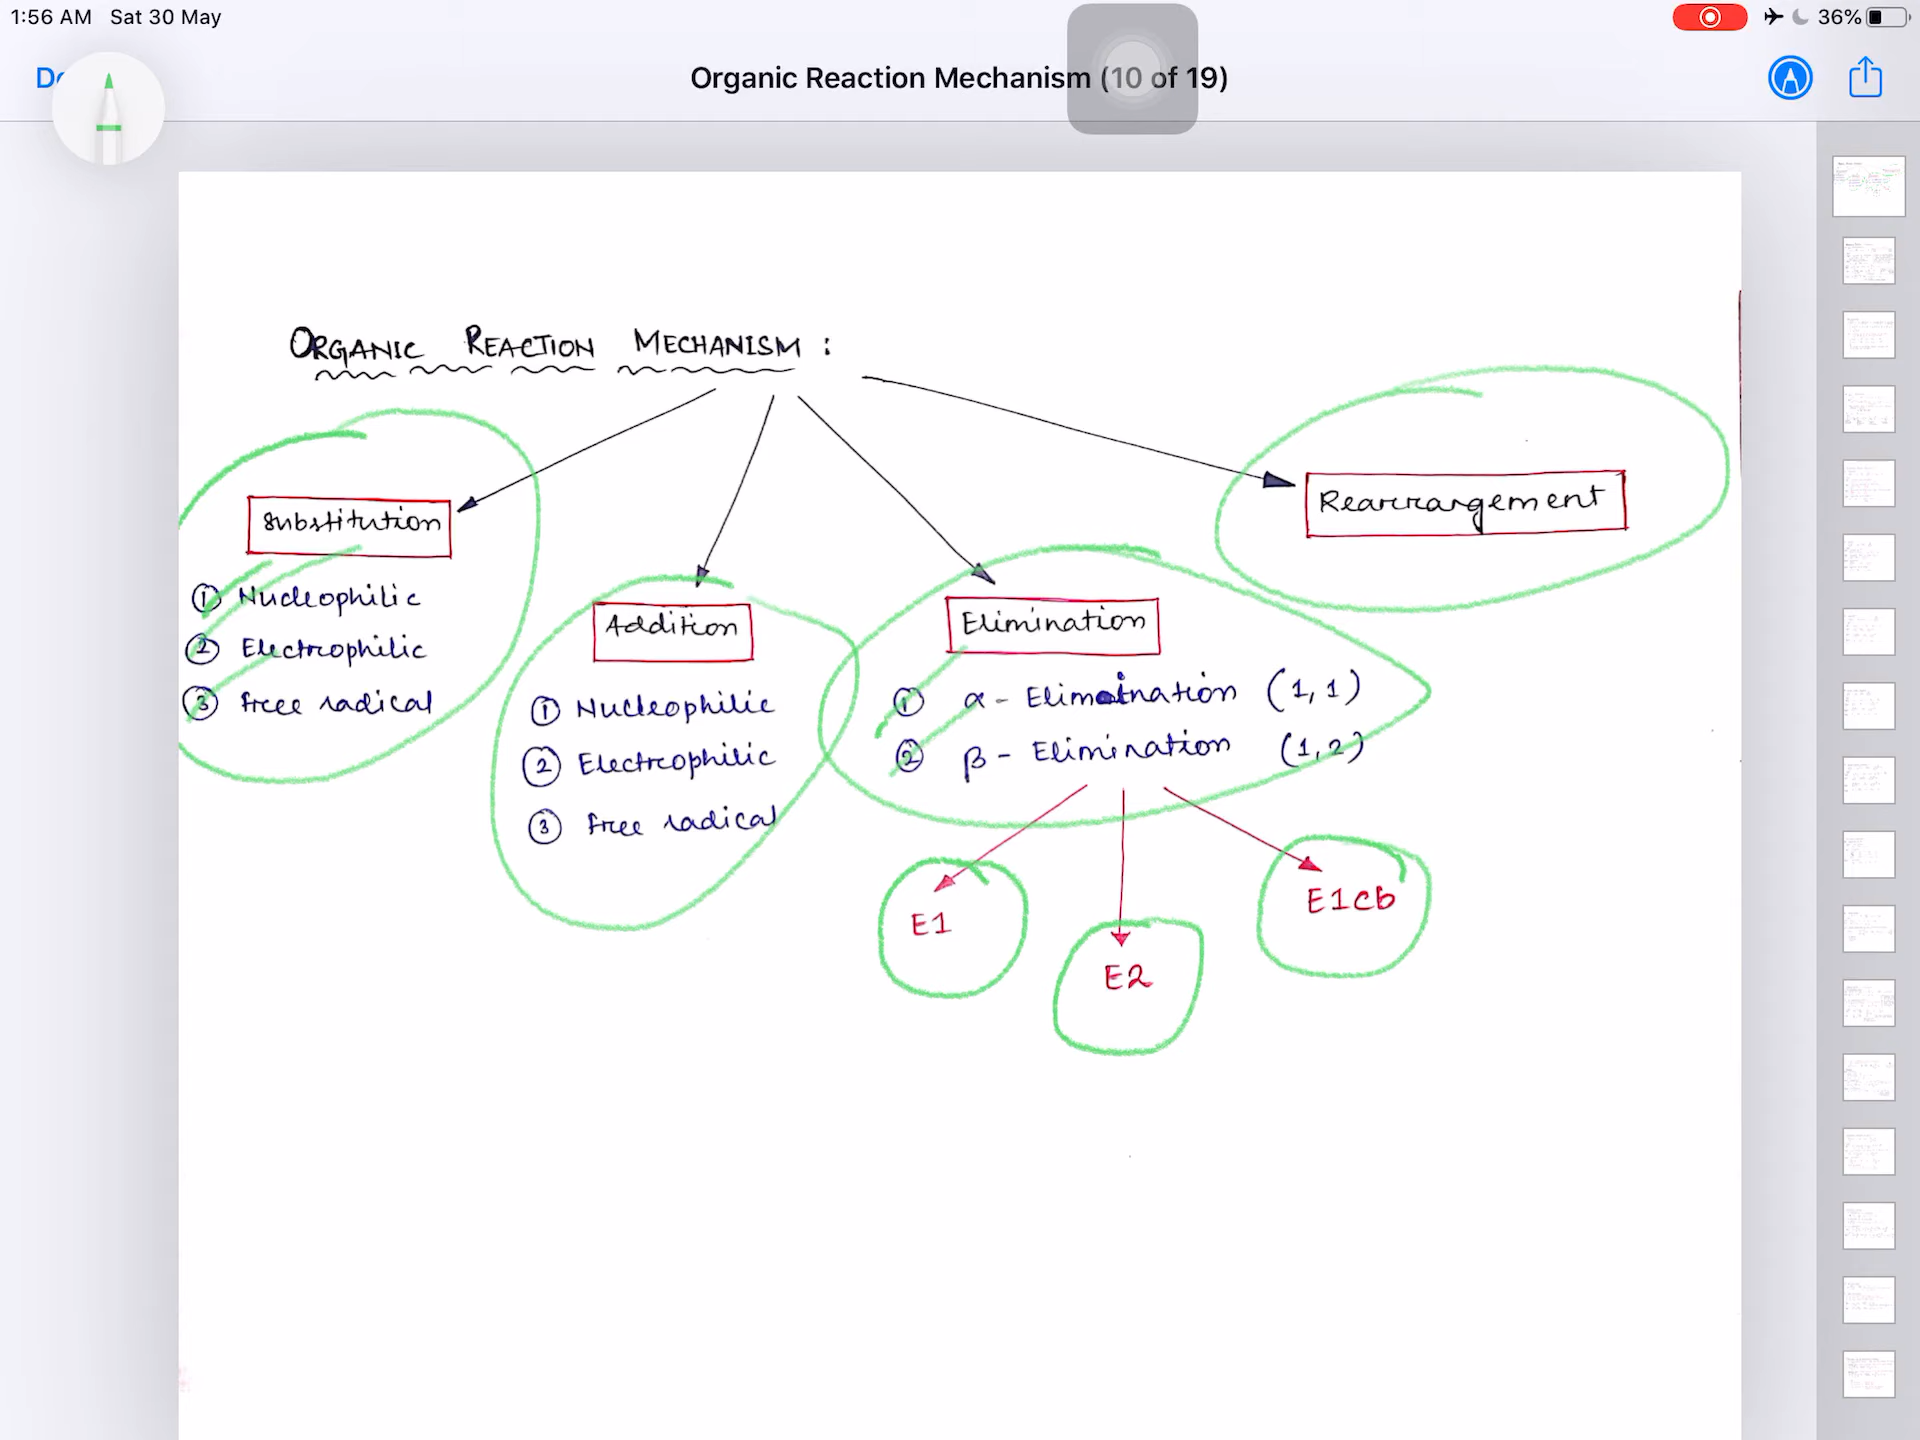 1:56 AM Sat 30 May
36%
Organic Reaction Mechanism (10 of 19)
ORGANIC REACTION MECHANISM :
Substitution
① Nucleophilic
② Electrophilic
③ free radical
Addition
① Nucleophilic
② Electrophilic
③ free radical
Elimination
① α - Elimination (1,1)
② β - Elimination (1,2)
E1
E2
E1cb
Rearrangement